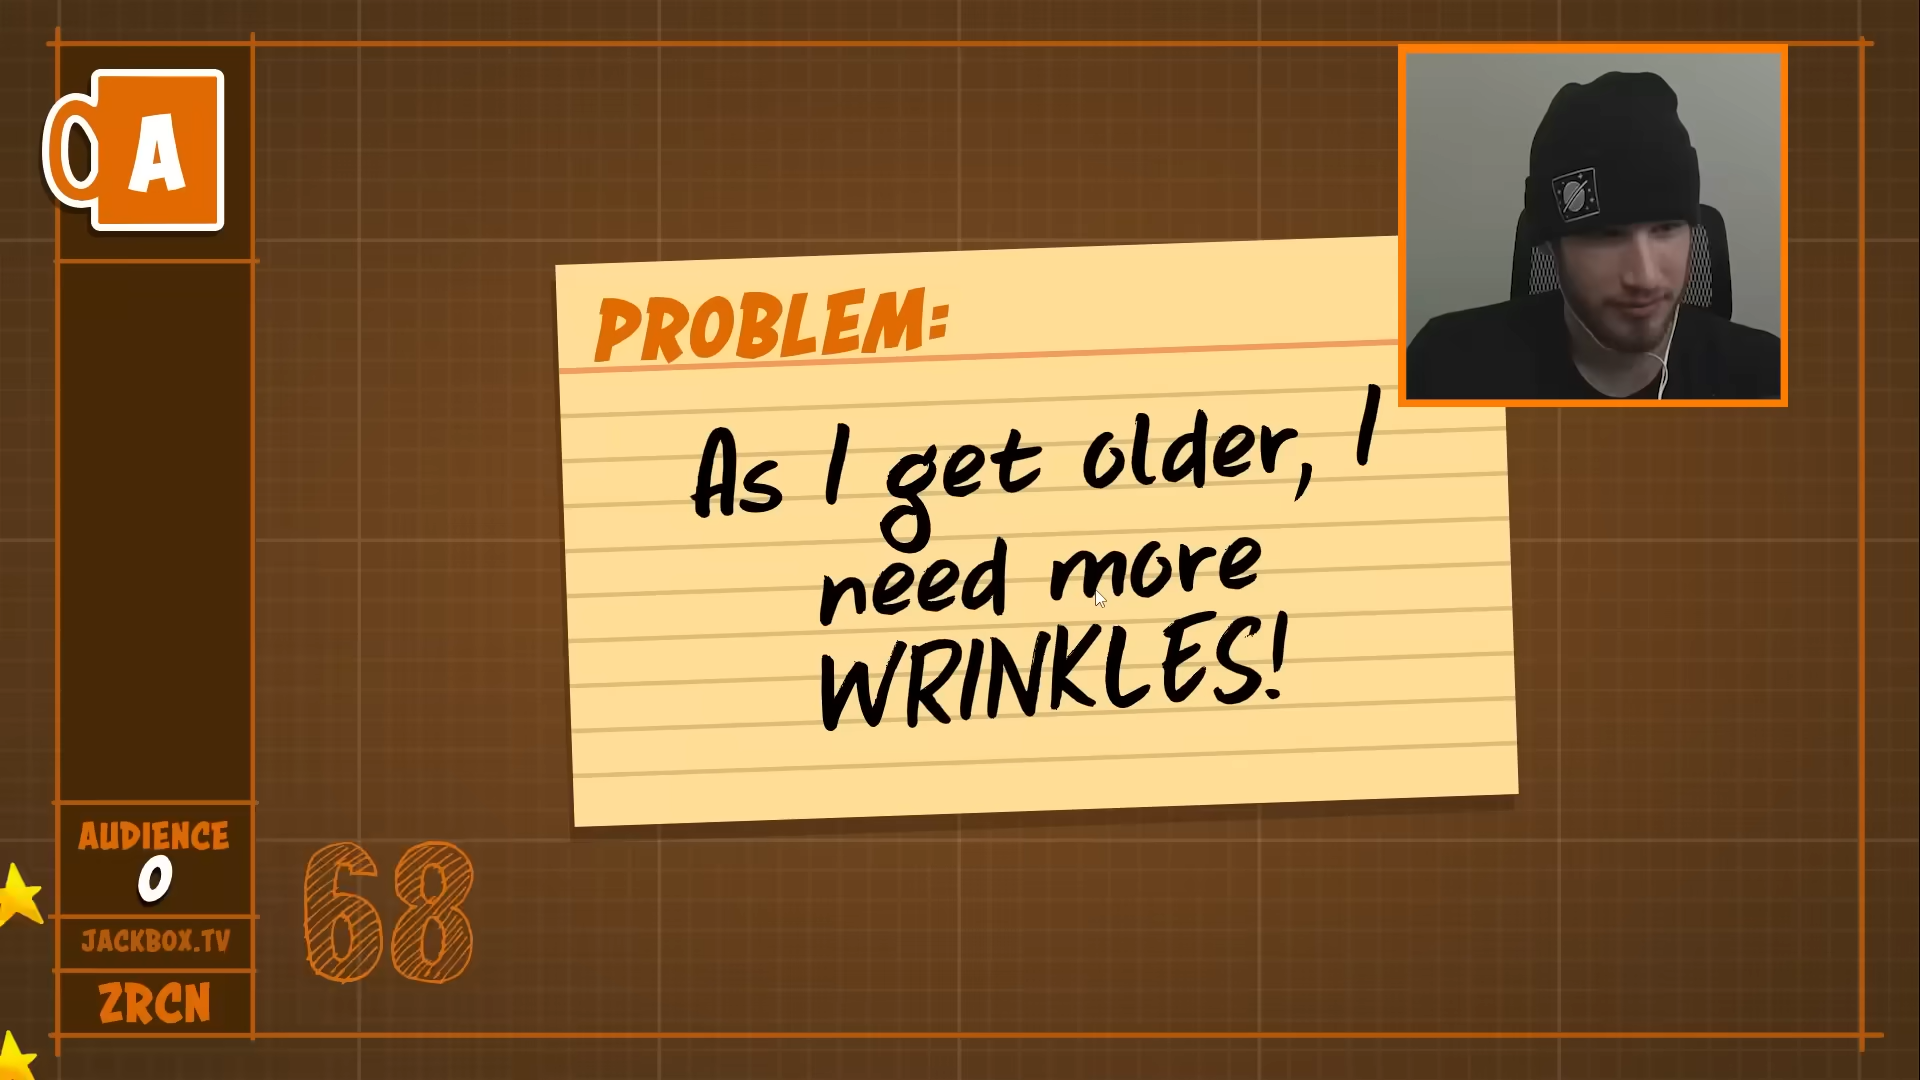 A
PROBLEM:
As I get older, I
need more
WRINKLES!
AUDIENCE
0
JACKBOX.TV
ZRCN
68